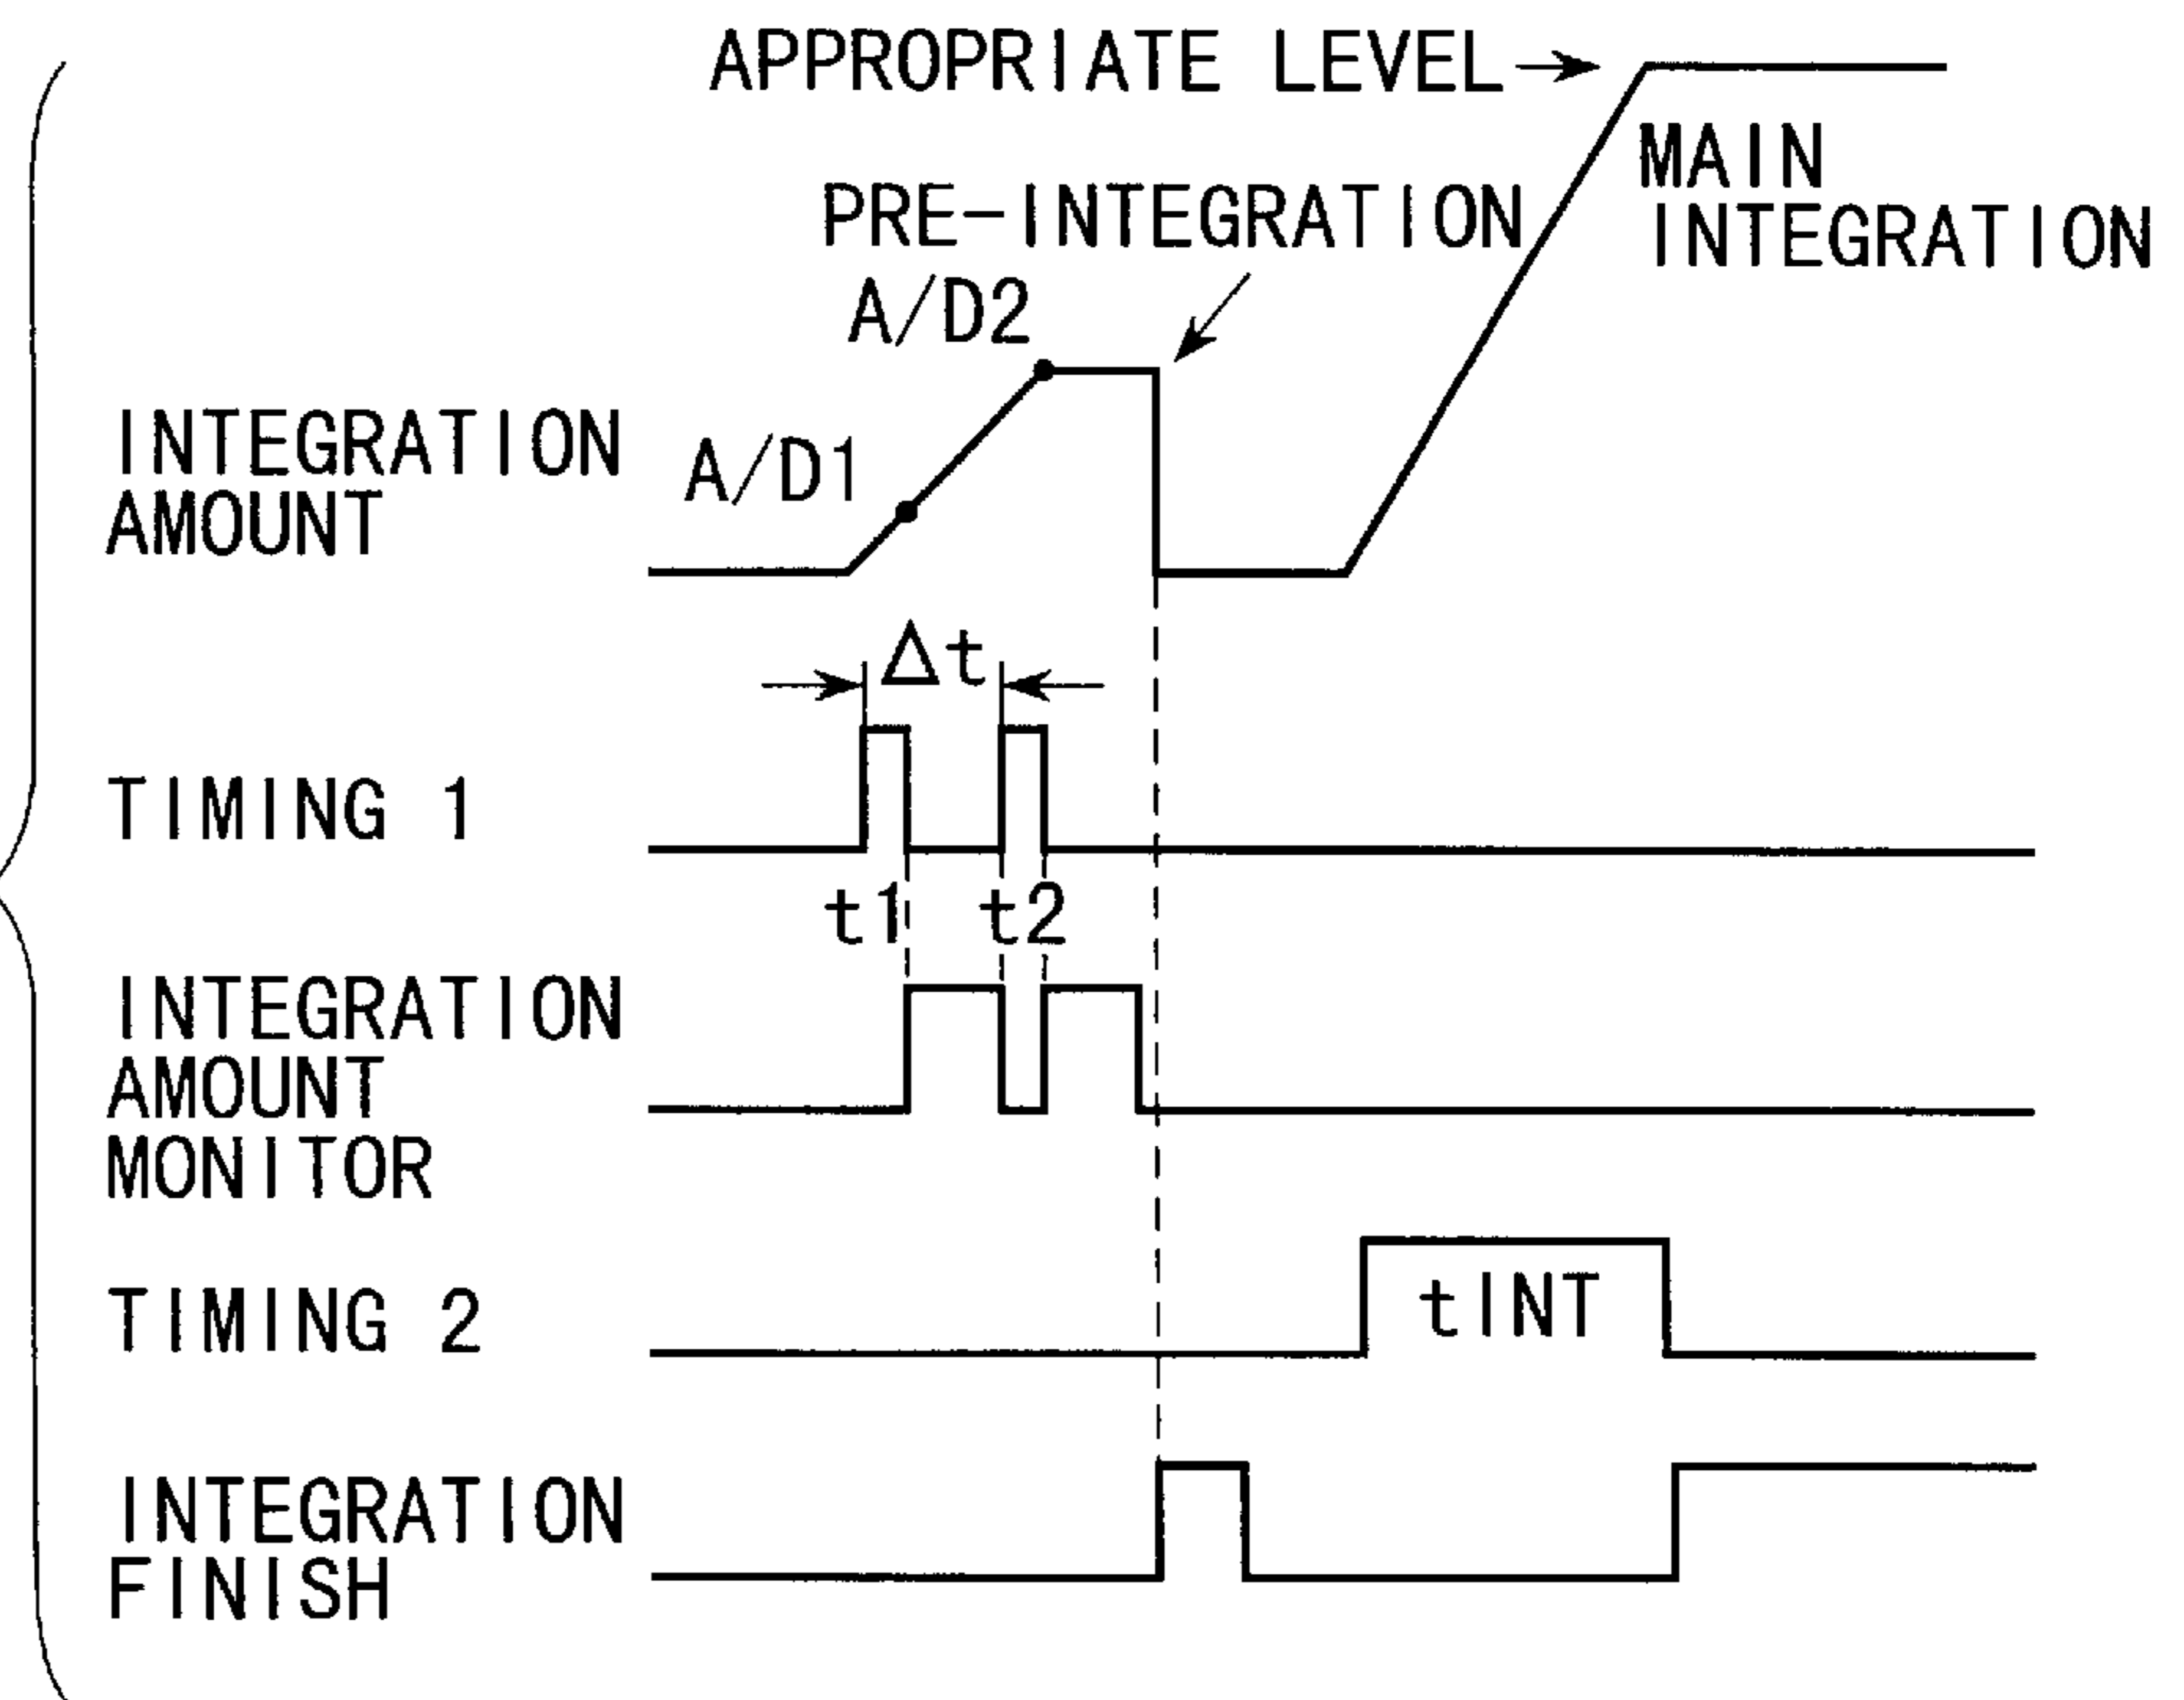 APPROPRIATE LEVEL
MAIN
INTEGRATION
PRE-INTEGRATION
A/D2
A/D1
INTEGRATION
AMOUNT
Δt
TIMING 1
t1
t2
INTEGRATION
AMOUNT
MONITOR
TIMING 2
tINT
INTEGRATION
FINISH